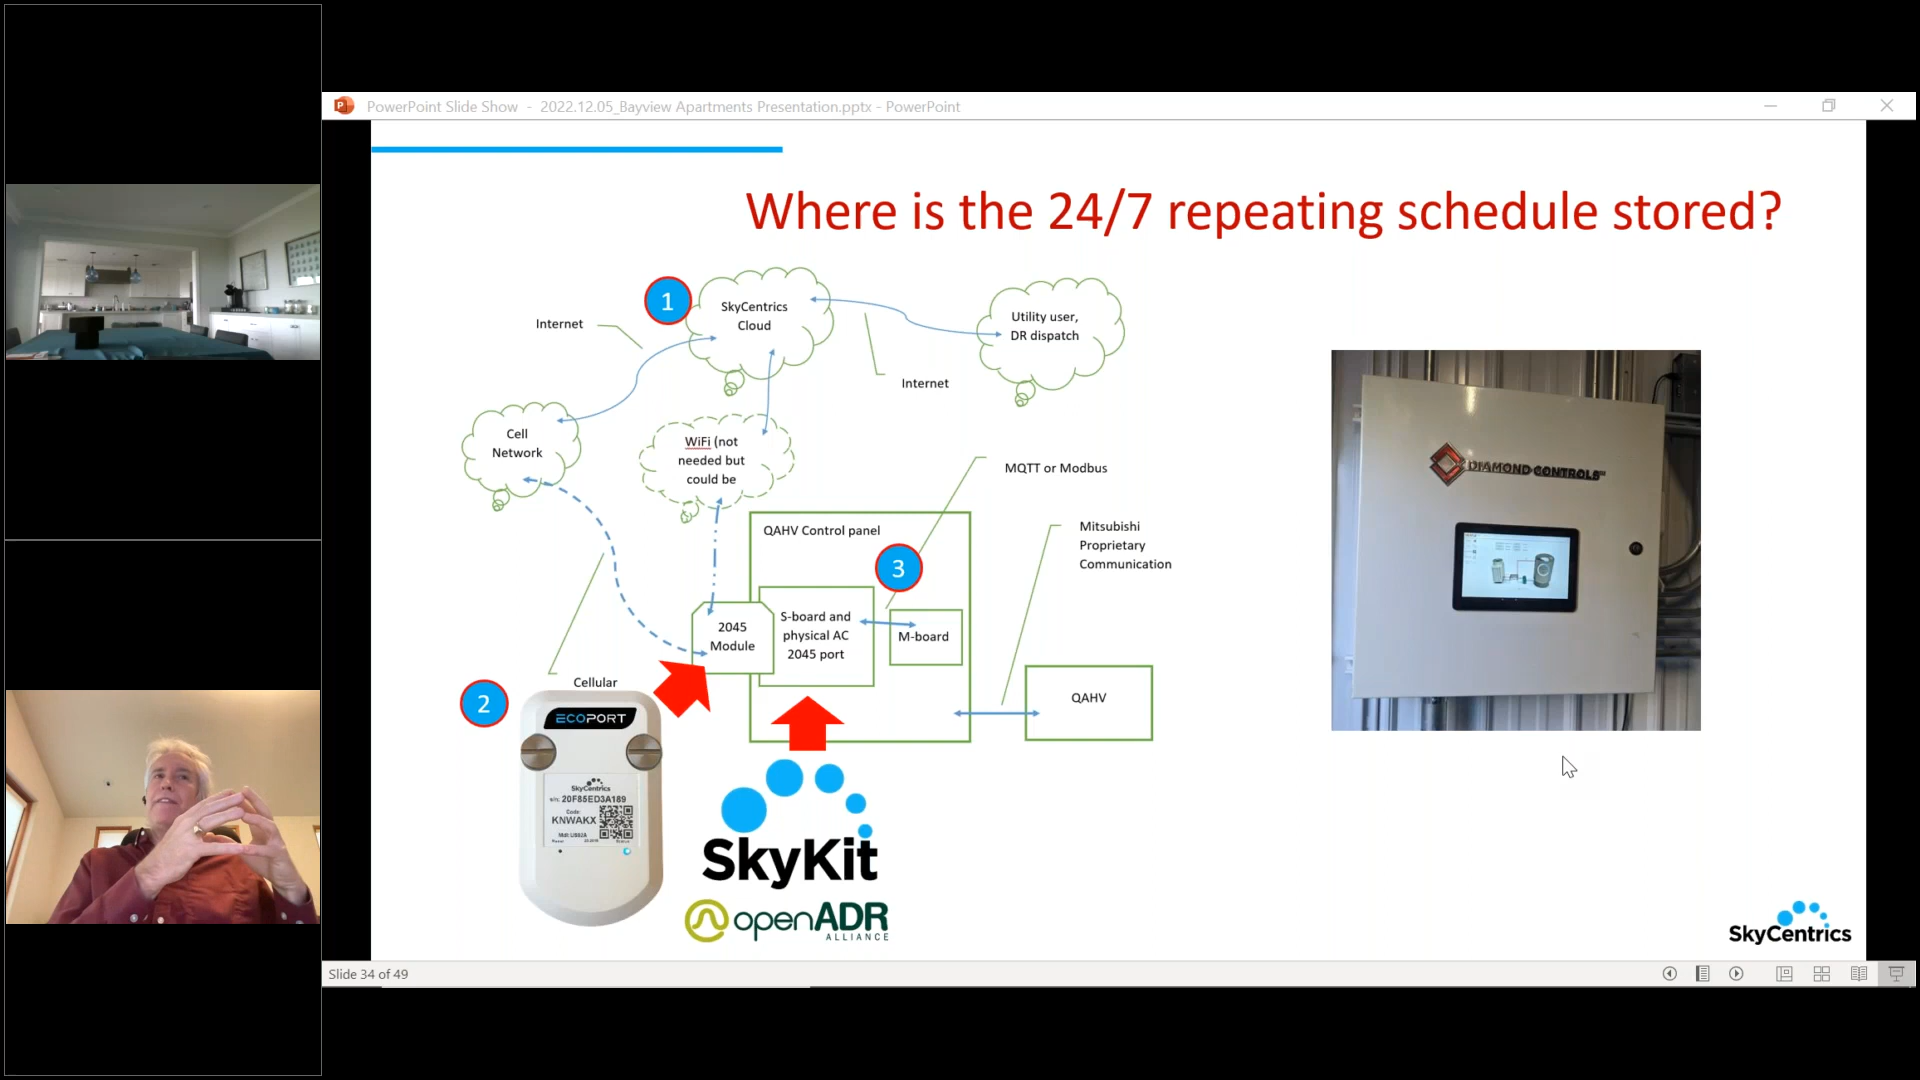 PowerPoint Slide Show - 2022.12.05_Bayview Apartments Presentation.pptx - PowerPoint
Where is the 24/7 repeating schedule stored?
1
SkyCentrics
Cloud
Utility user,
DR dispatch
Internet
Internet
Cell
Network
WiFi (not
needed but
could be
MQTT or Modbus
QAHV Control panel
Mitsubishi
Proprietary
Communication
3
2045
Module
S-board and
physical AC
2045 port
M-board
QAHV
Cellular
2
ECOPORT
SkyCentrics
s/n: 20F85ED3A189
Code:
KNWAKX
DIAMOND CONTROLS
SkyKit
openADR
ALLIANCE
SkyCentrics
Slide 34 of 49